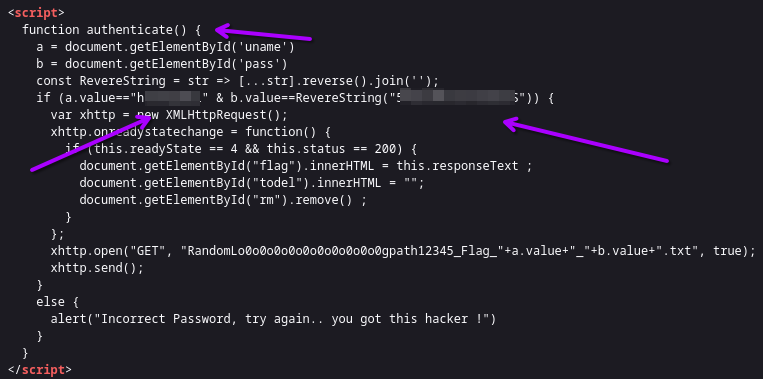 <script>
function authenticate() {
a = document.getElementById('uname')
b = document.getElementById('pass')
const RevereString = str => [...str].reverse().join('');
if (a.value=="h" & b.value==RevereString("5")) {
var xhttp = new XMLHttpRequest();
xhttp.onreadystatechange = function() {
if (this.readyState == 4 && this.status == 200) {
document.getElementById("flag").innerHTML = this.responseText ;
document.getElementById("todel").innerHTML = "";
document.getElementById("rm").remove() ;
}
};
xhttp.open("GET", "RandomLo0o0o0o0o0o0o0o0o0o0gpath12345_Flag_"+a.value+"_"+b.value+".txt", true);
xhttp.send();
}
else {
alert("Incorrect Password, try again.. you got this hacker !")
}
}
</script>